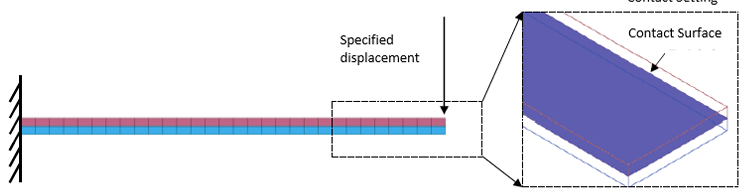 Specified
displacement
Contact Surface